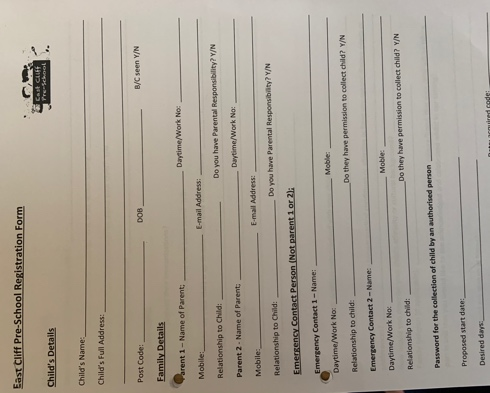 East Cliff Pre-School Registration Form
East Cliff
Pre-School
Child's Details
Child's Name:
Child's Full Address:
Post Code: DOB B/C seen Y/N
Family Details
Parent 1 – Name of Parent; Daytime/Work No:
Mobile: E-mail Address:
Relationship to Child: Do you have Parental Responsibility? Y/N
Parent 2 - Name of Parent; Daytime/Work No:
Mobile: E-mail Address:
Relationship to Child: Do you have Parental Responsibility? Y/N
Emergency Contact Person (Not parent 1 or 2);
Emergency Contact 1 – Name:
Daytime/Work No: Moble:
Relationship to child: Do they have permission to collect child? Y/N
Emergency Contact 2 – Name:
Daytime/Work No: Moble:
Relationship to child: Do they have permission to collect child? Y/N
Password for the collection of child by an authorised person
Proposed start date:
Desired days: required code: